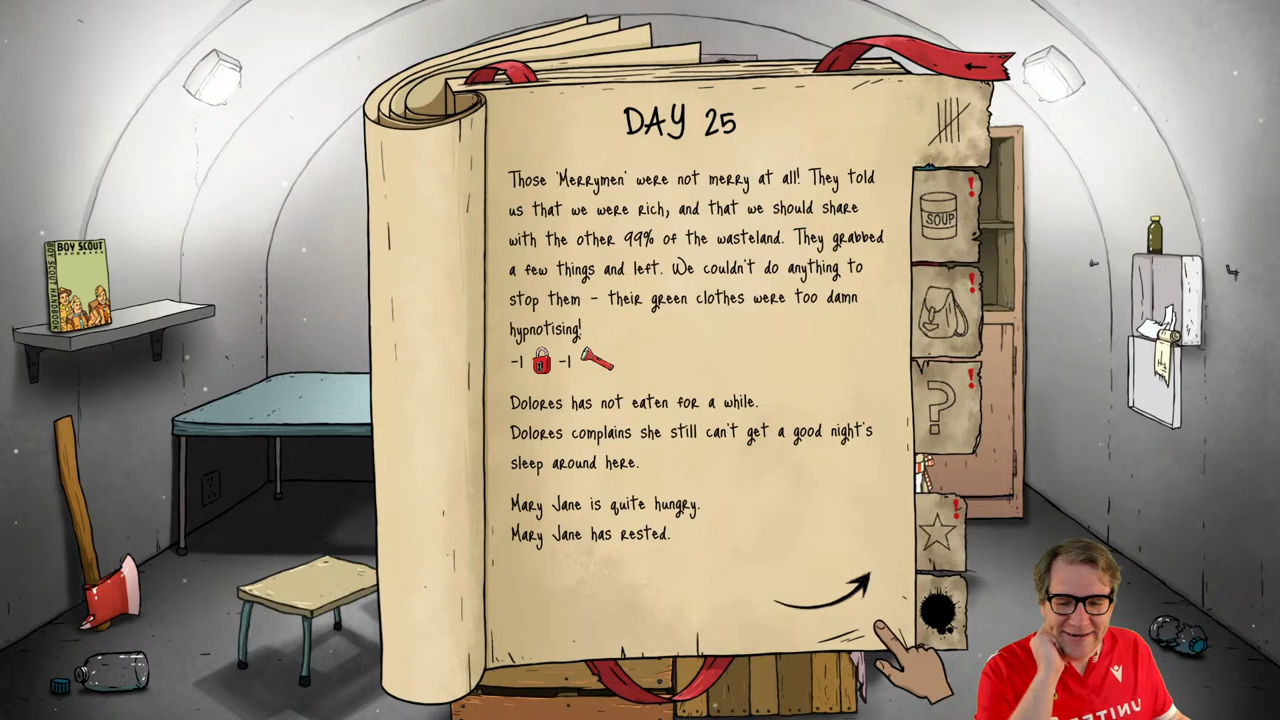 DAY 25
Those 'Merrymen' were not merry at all! They told
us that we were rich, and that we should share
with the other 99% of the wasteland. They grabbed
a few things and left. We couldn't do anything to
stop them - their green clothes were too damn
hypnotising!
-1 -1
Dolores has not eaten for a while.
Dolores complains she still can't get a good night's
sleep around here.
Mary Jane is quite hungry.
Mary Jane has rested.
SOUP
!
!
?
!
!
BOY SCOUT
BOY SCOUT HANDBOOK
UNITE